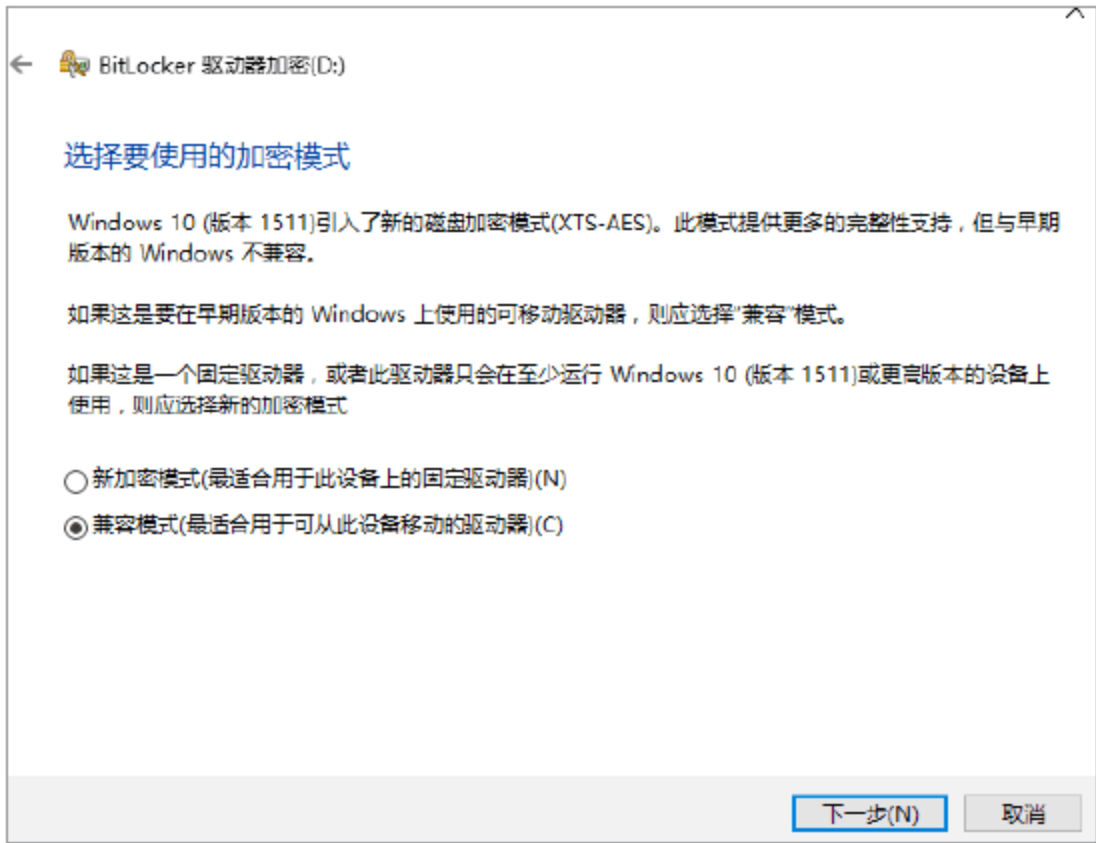 BitLocker 驱动器加密(D:)
选择要使用的加密模式
Windows 10 (版本 1511)引入了新的磁盘加密模式(XTS-AES)。此模式提供更多的完整性支持，但与早期
版本的 Windows 不兼容。
如果这是要在早期版本的 Windows 上使用的可移动驱动器，则应选择"兼容"模式。
如果这是一个固定驱动器，或者此驱动器只会在至少运行 Windows 10 (版本 1511)或更高版本的设备上
使用，则应选择新的加密模式
新加密模式(最适合用于此设备上的固定驱动器)(N)
兼容模式(最适合用于可从此设备移动的驱动器)(C)
下一步(N)
取消